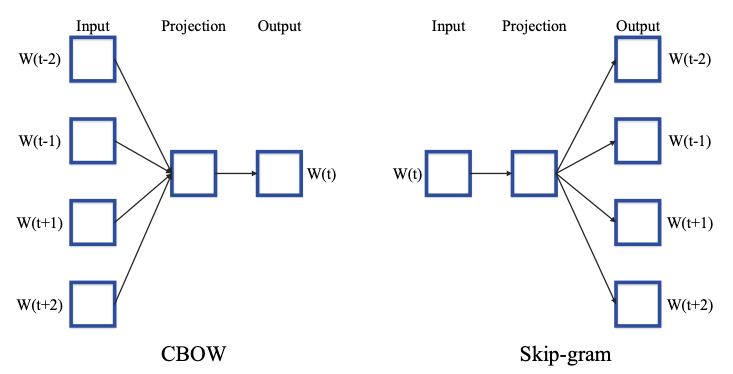 Input Projection Output
W(t-2)
W(t-1)
W(t)
W(t+1)
W(t+2)
CBOW
Input Projection Output
W(t-2)
W(t-1)
W(t)
W(t+1)
W(t+2)
Skip-gram